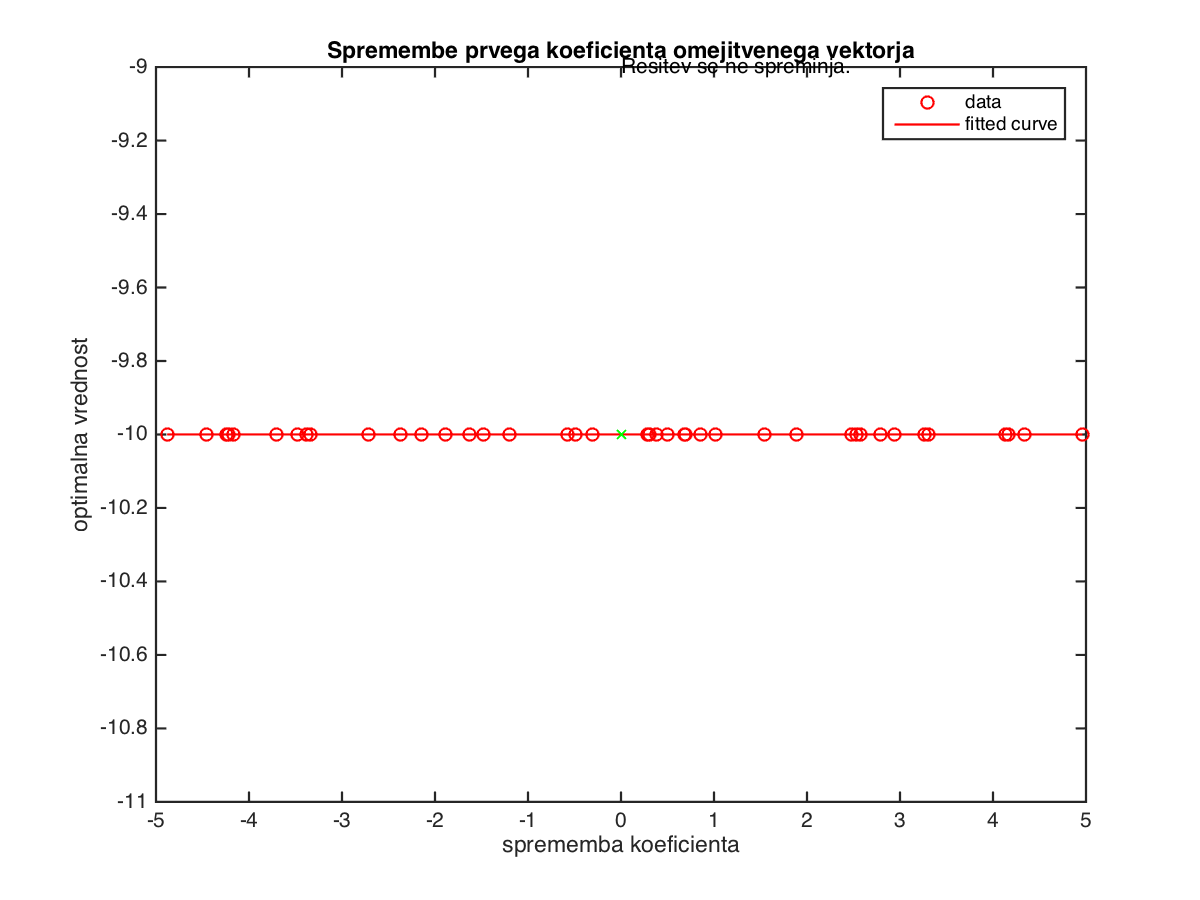 Spremembe prvega koeficienta omejitvenega vektorja
Resitev se ne spreminja.
data
fitted curve
-9
-9.2
-9.4
-9.6
-9.8
-10
-10.2
-10.4
-10.6
-10.8
-11
optimalna vrednost
-5 -4 -3 -2 -1 0 1 2 3 4 5
sprememba koeficienta